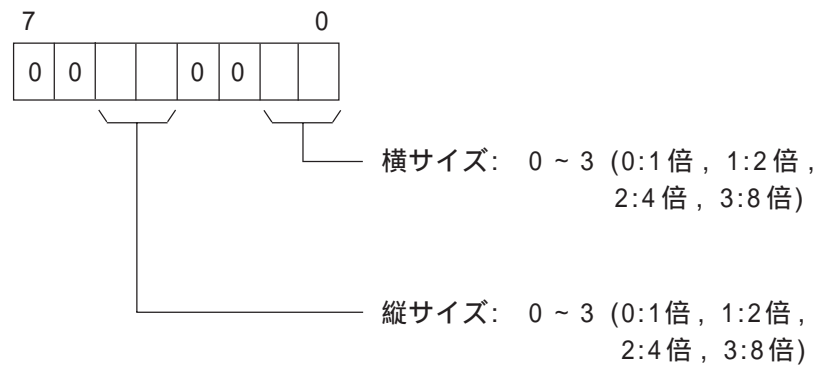 7 0
0 0 0 0
横サイズ: 0 ~ 3 (0:1倍 , 1:2倍 ,
2:4倍 , 3:8倍)
縦サイズ: 0 ~ 3 (0:1倍 , 1:2倍 ,
2:4倍 , 3:8倍)